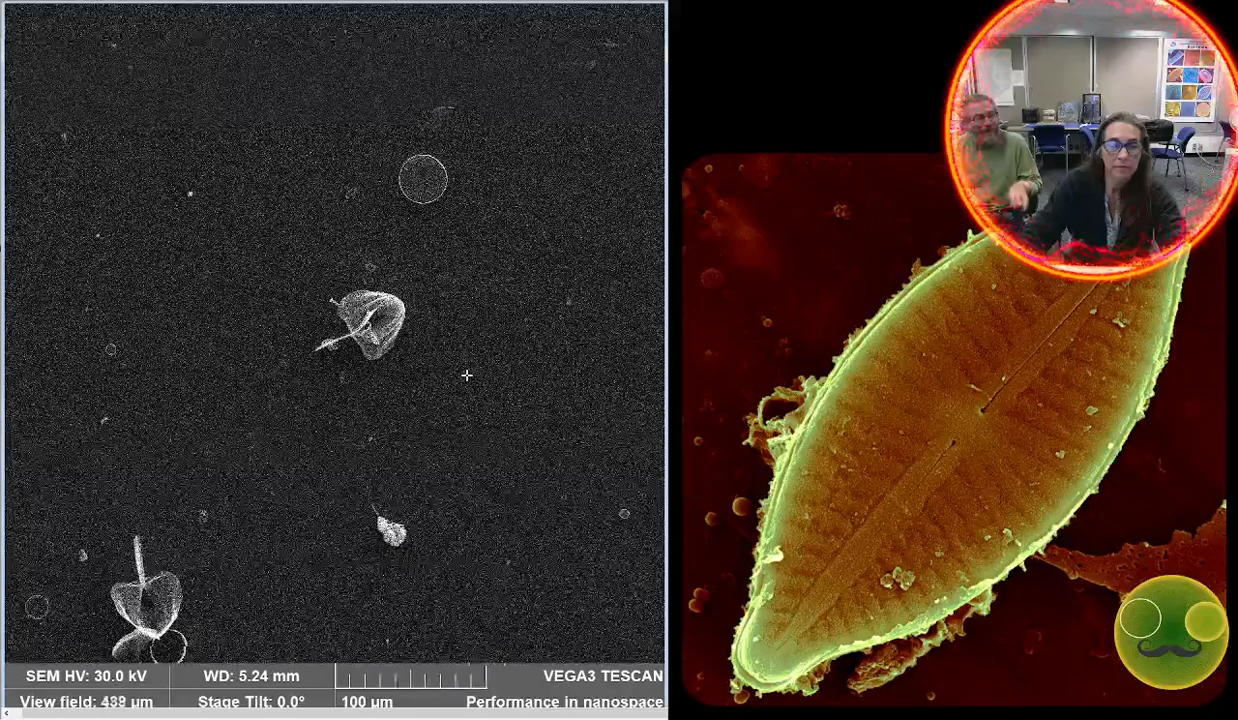 SEM HV: 30.0 kV
WD: 5.24 mm
VEGA3 TESCAN
View field: 439 µm
Stage Tilt: 0.0°
100 µm
Performance in nanospace